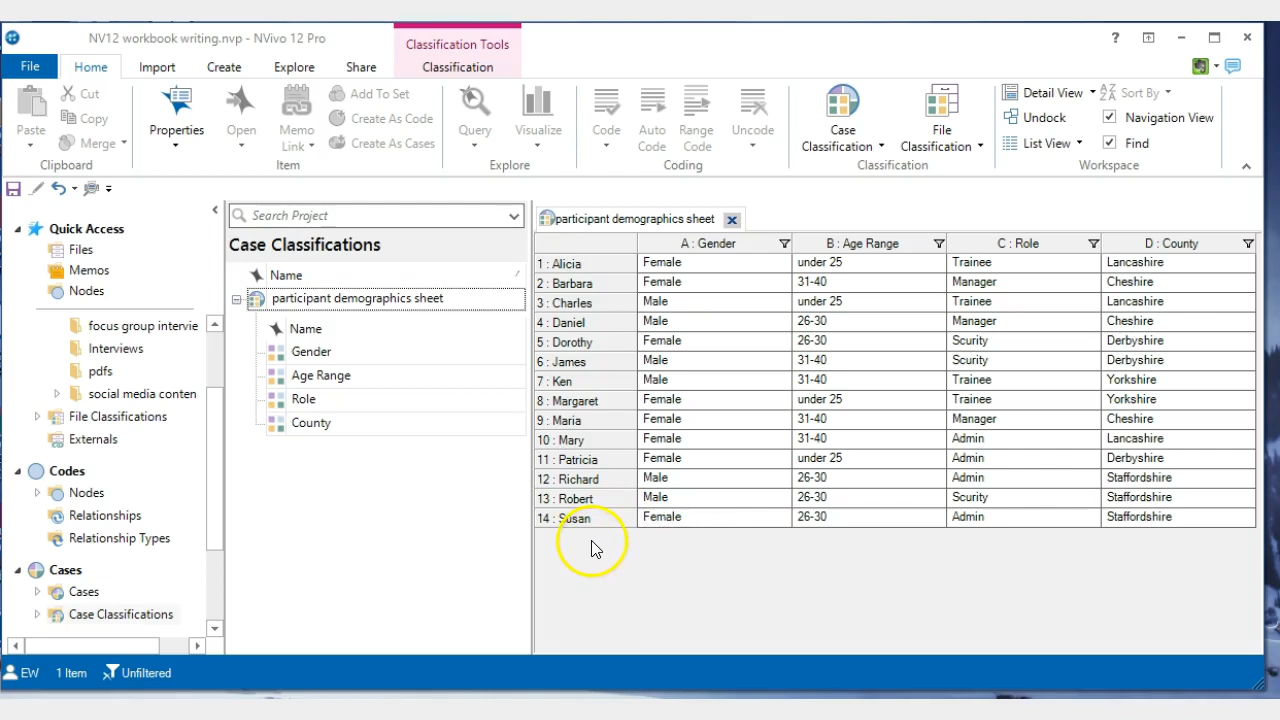 NV12 workbook writing.nvp - NVivo 12 Pro
Classification Tools
?
File Home Import Create Explore Share Classification
Paste
Cut
Copy
Merge
Clipboard
Properties
Open
Memo Link
Add To Set
Create As Code
Create As Cases
Item
Query
Visualize
Explore
Code
Auto Code
Range Code
Uncode
Coding
Case Classification
File Classification
Classification
Detail View
Sort By
Undock
Navigation View
List View
Find
Workspace
Quick Access
Files
Memos
Nodes
focus group intervie
Interviews
pdfs
social media conten
File Classifications
Externals
Codes
Nodes
Relationships
Relationship Types
Cases
Cases
Case Classifications
Search Project
Case Classifications
Name
participant demographics sheet
Name
Gender
Age Range
Role
County
participant demographics sheet
A : Gender B : Age Range C : Role D : County
1 : Alicia Female under 25 Trainee Lancashire
2 : Barbara Female 31-40 Manager Cheshire
3 : Charles Male under 25 Trainee Lancashire
4 : Daniel Male 26-30 Manager Cheshire
5 : Dorothy Female 26-30 Scurity Derbyshire
6 : James Male 31-40 Scurity Derbyshire
7 : Ken Male 31-40 Trainee Yorkshire
8 : Margaret Female under 25 Trainee Yorkshire
9 : Maria Female 31-40 Manager Cheshire
10 : Mary Female 31-40 Admin Lancashire
11 : Patricia Female under 25 Admin Derbyshire
12 : Richard Male 26-30 Admin Staffordshire
13 : Robert Male 26-30 Scurity Staffordshire
14 : Susan Female 26-30 Admin Staffordshire
EW 1 Item Unfiltered